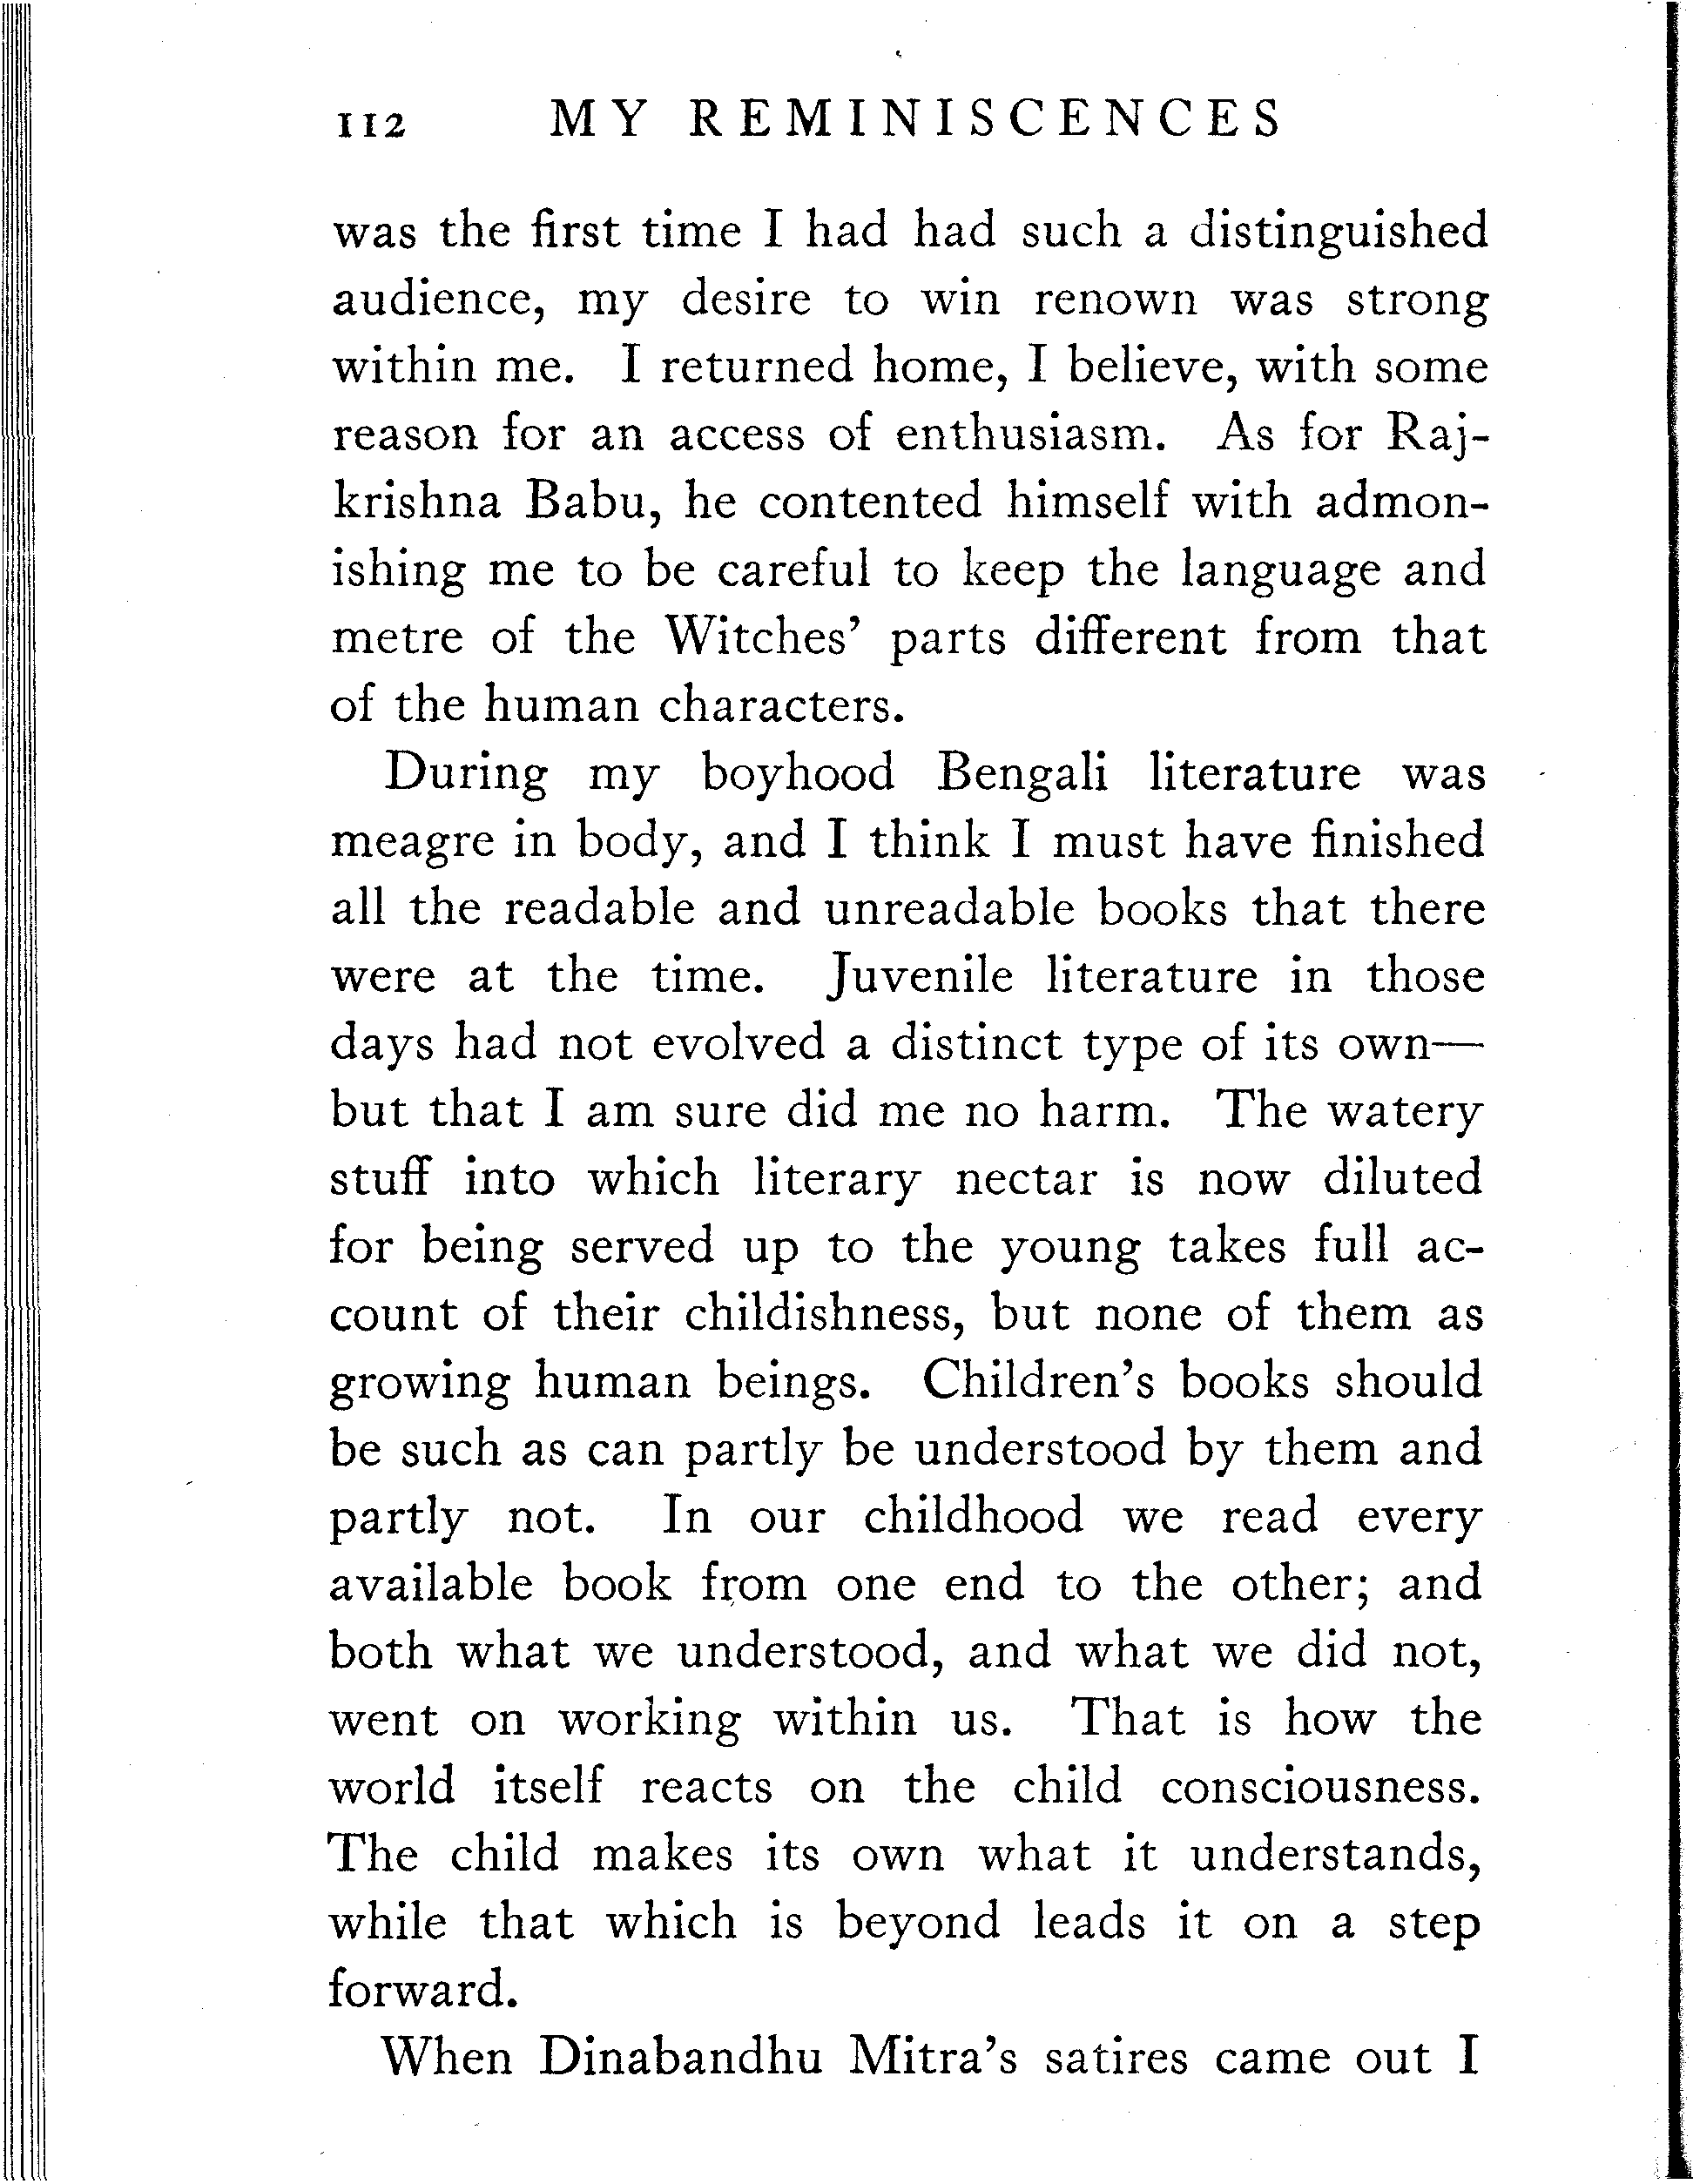 112 MY REMINISCENCES
was the first time I had had such a distinguished
audience, my desire to win renown was strong
within me. I returned home, I believe, with some
reason for an access of enthusiasm. As for Raj-
krishna Babu, he contented himself with admon-
ishing me to be careful to keep the language and
metre of the Witches' parts different from that
of the human characters.
During my boyhood Bengali literature was
meagre in body, and I think I must have finished
all the readable and unreadable books that there
were at the time. Juvenile literature in those
days had not evolved a distinct type of its own—
but that I am sure did me no harm. The watery
stuff into which literary nectar is now diluted
for being served up to the young takes full ac-
count of their childishness, but none of them as
growing human beings. Children's books should
be such as can partly be understood by them and
partly not. In our childhood we read every
available book from one end to the other; and
both what we understood, and what we did not,
went on working within us. That is how the
world itself reacts on the child consciousness.
The child makes its own what it understands,
while that which is beyond leads it on a step
forward.
When Dinabandhu Mitra's satires came out I